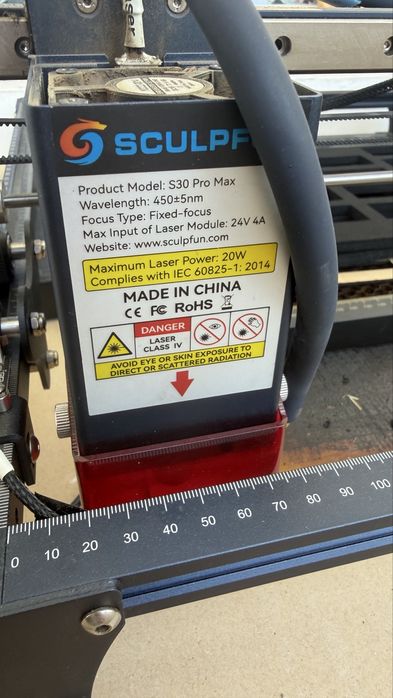 ser
ser
SCULPF
Product Model: S30 Pro Max
Wavelength: 450±5nm
Focus Type: Fixed-focus
Max Input of Laser Module: 24V 4A
Website: www.sculpfun.com
Maximum Laser Power: 20W
Complies with IEC 60825-1: 2014
MADE IN CHINA
CE FC RoHS
DANGER
LASER
CLASS IV
AVOID EYE OR SKIN EXPOSURE TO
DIRECT OR SCATTERED RADIATION
0 10 20 30 40 50 60 70 80 90 100